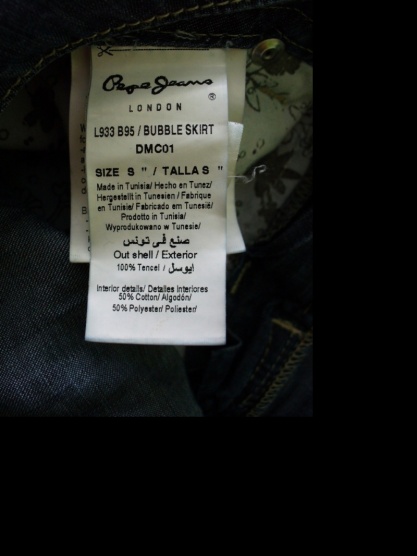 Pepe Jeans
®
LONDON
L933 B95 / BUBBLE SKIRT
DMC01
SIZE S " / TALLA S "
Made in Tunisia/ Hecho en Tunez/
Hergestellt in Tunesien / Fabrique
en Tunisie/ Fabricado em Tunesie/
Prodotto in Tunisia/
Wyprodukowano w Tunesie/
صنع في تونس
Out shell / Exterior
100% Tencel / ايوسل
Interior details/ Detalles Interiores
50% Cotton/ Algodón/
50% Polyester/ Poliester/